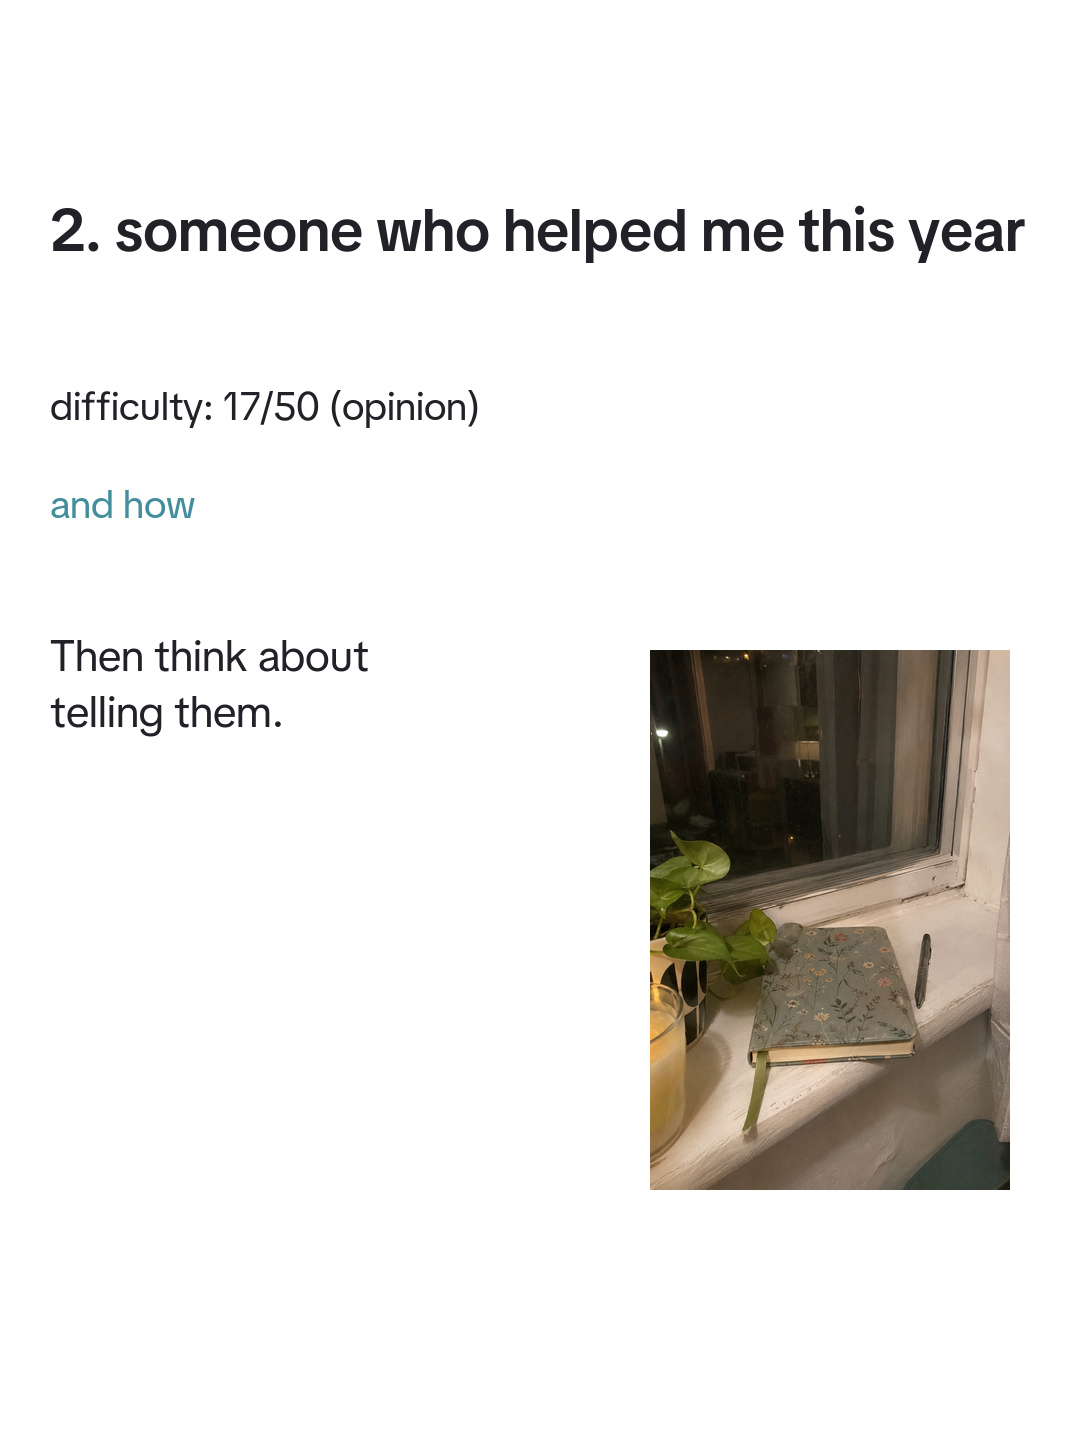 2. someone who helped me this year
difficulty: 17/50 (opinion)
and how
Then think about
telling them.